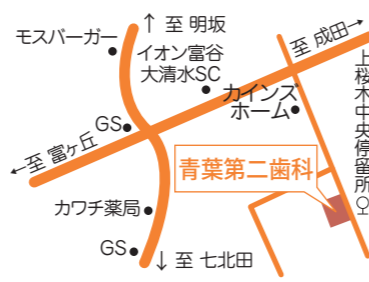 ↑ 至 明坂
モスバーガー
イオン富谷
大清水SC
至 成田→
カインズ
ホーム
上桜木中央停留所
GS
←至 富ヶ丘
青葉第二歯科
カワチ薬局
GS
↓ 至 七北田